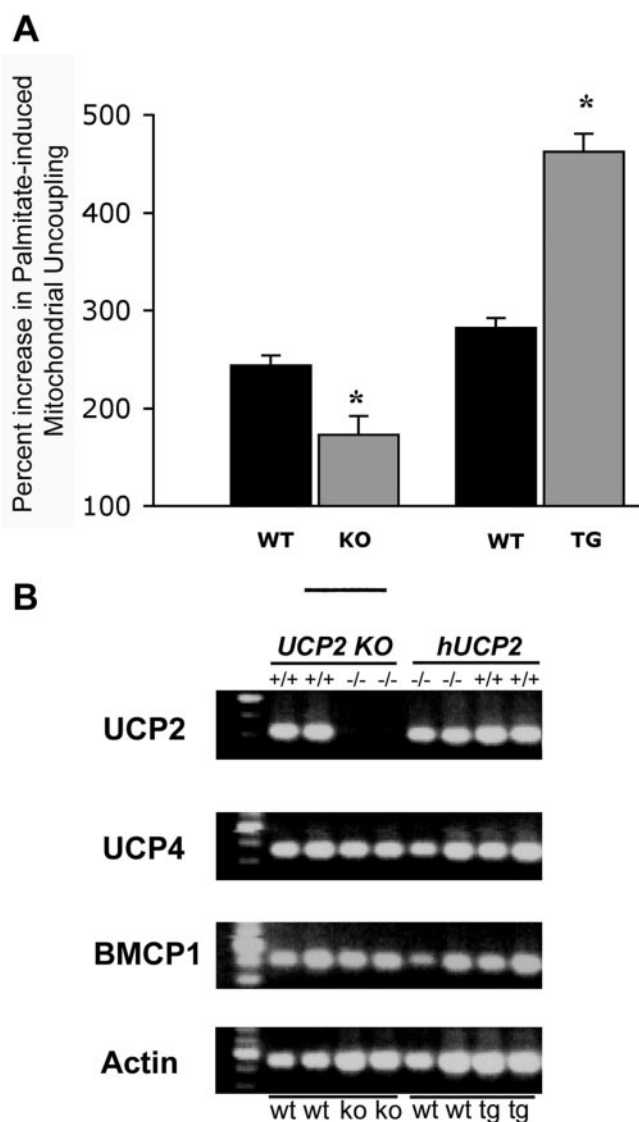 A
Percent increase in Palmitate-induced
Mitochondrial Uncoupling
500
400
300
200
100
*
*
WT KO WT TG
B
UCP2 KO hUCP2
+/+ +/+ -/- -/- -/- -/- +/+ +/+
UCP2
UCP4
BMCP1
Actin
wt wt ko ko wt wt tg tg